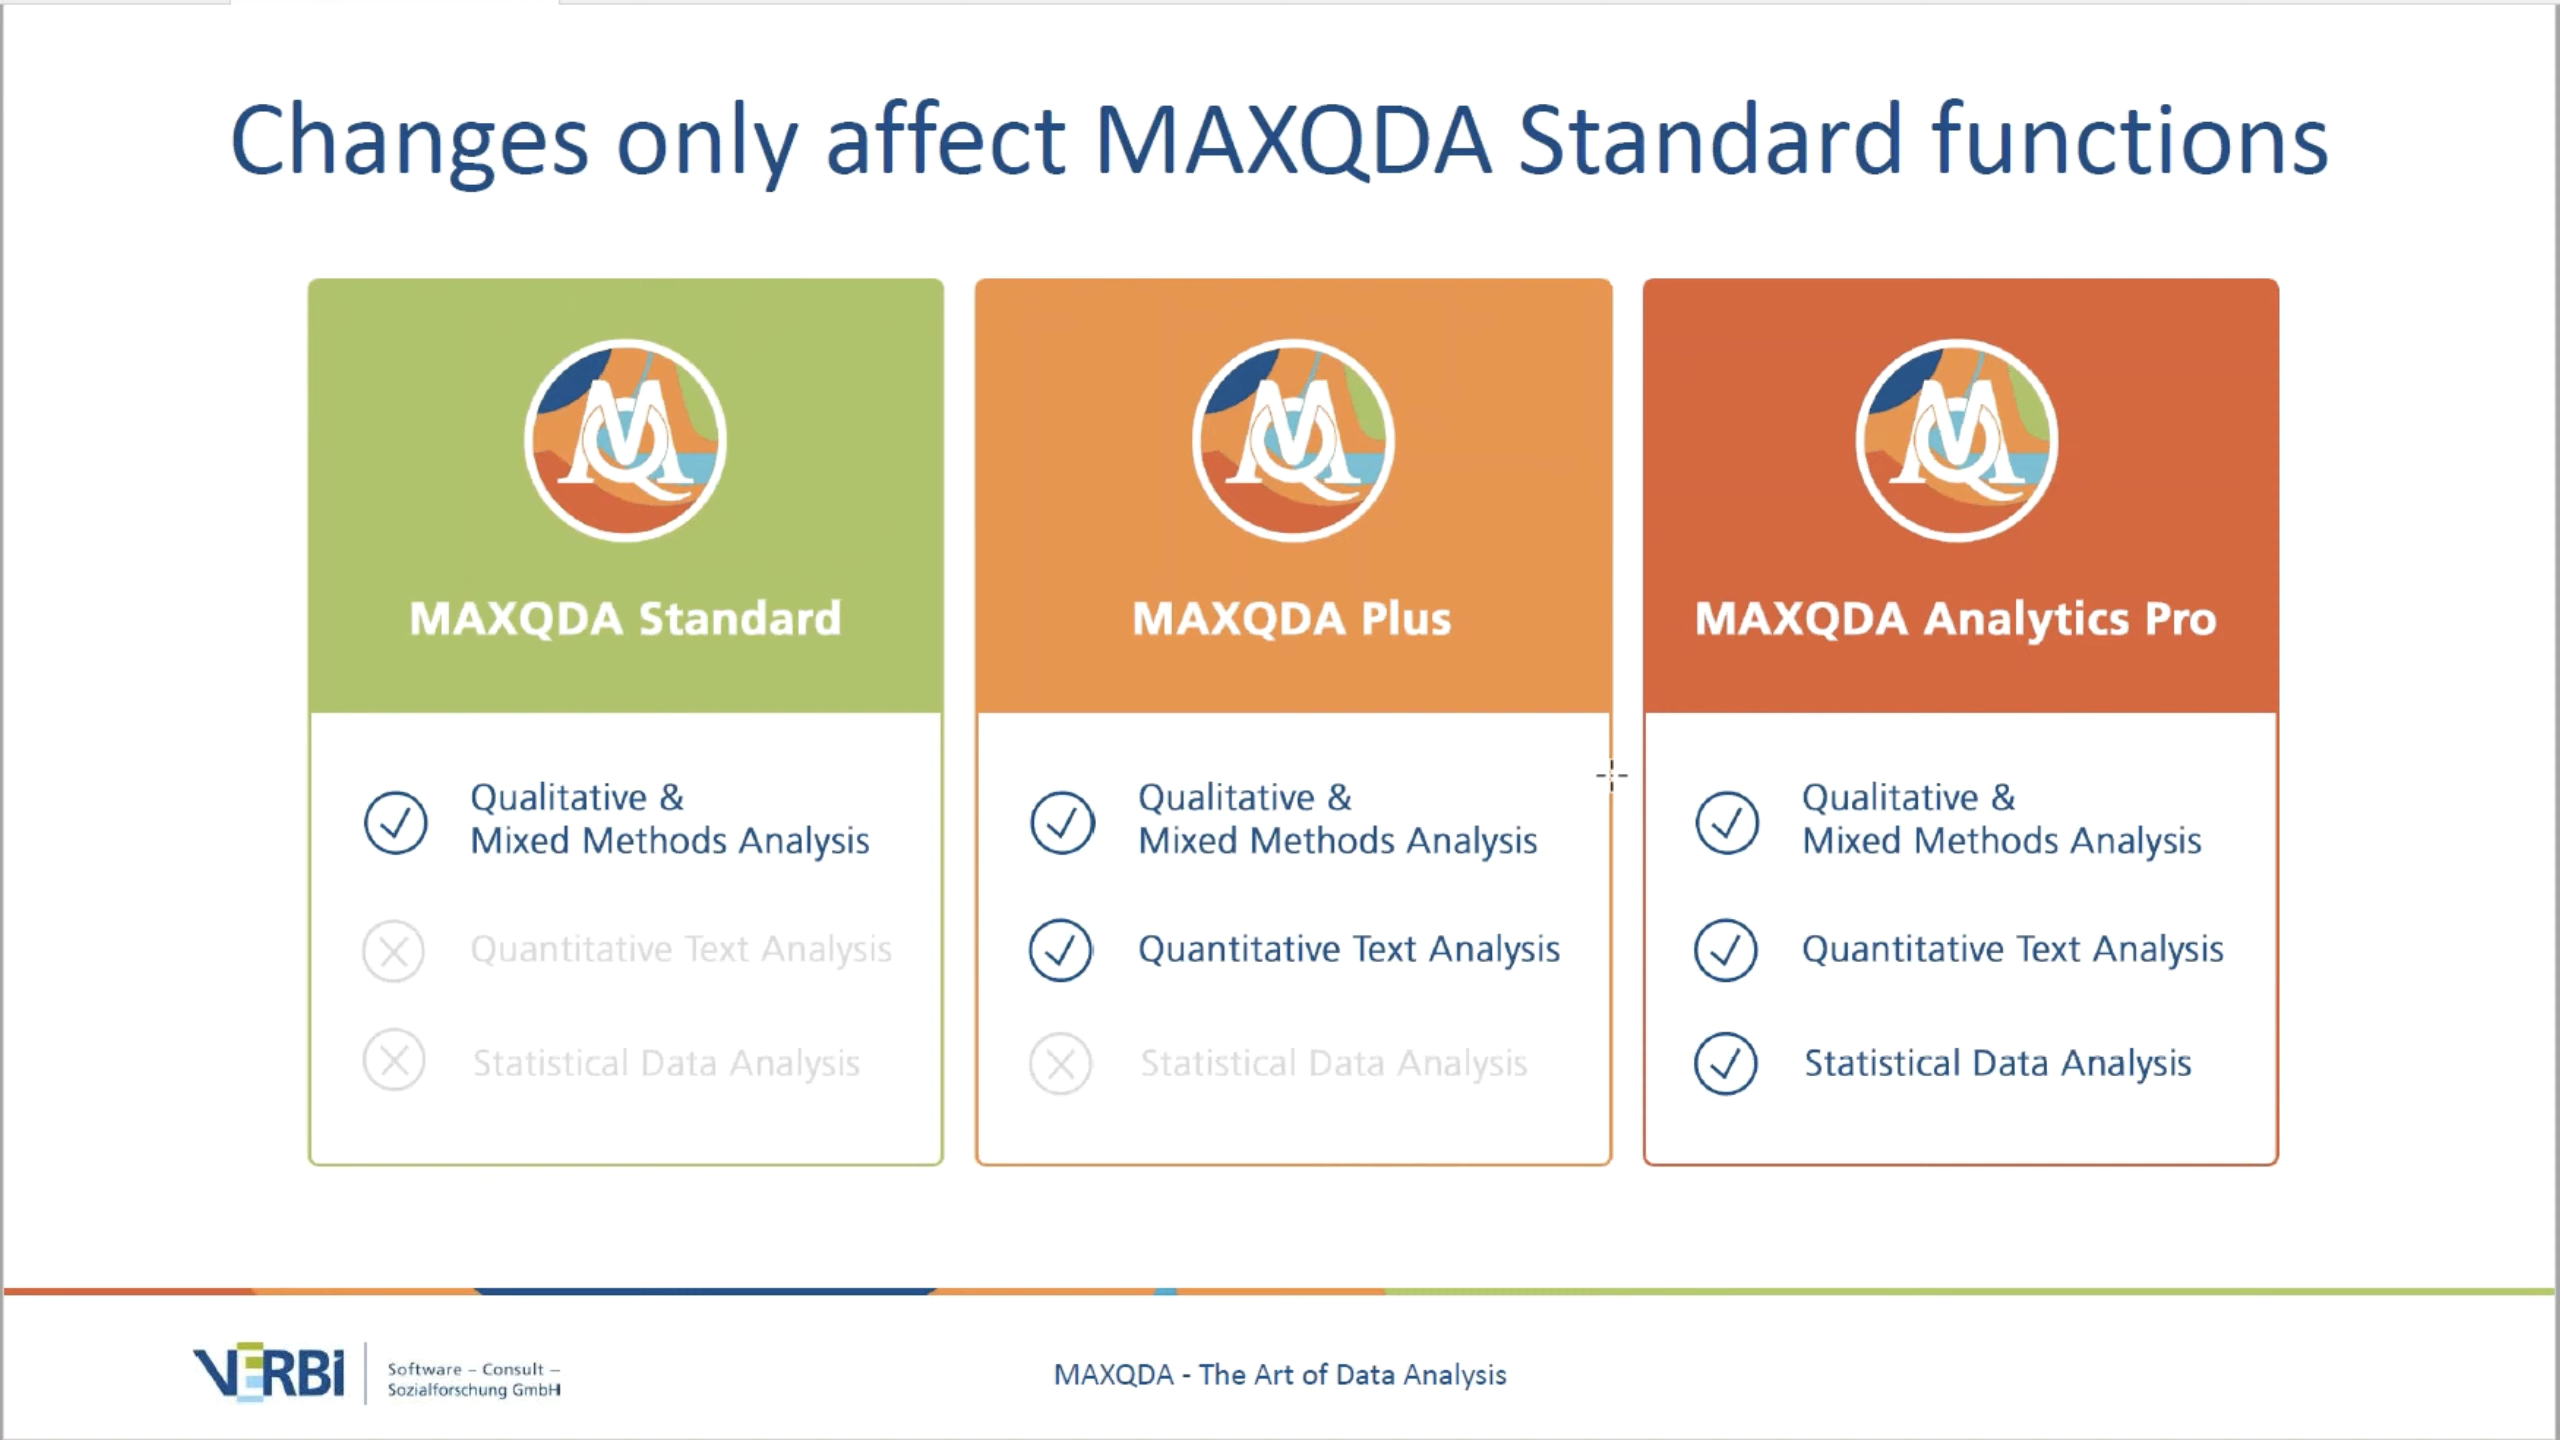 Changes only affect MAXQDA Standard functions
MAXQDA Standard
Qualitative &
Mixed Methods Analysis
Quantitative Text Analysis
Statistical Data Analysis
MAXQDA Plus
Qualitative &
Mixed Methods Analysis
Quantitative Text Analysis
Statistical Data Analysis
MAXQDA Analytics Pro
Qualitative &
Mixed Methods Analysis
Quantitative Text Analysis
Statistical Data Analysis
VERBI
Software – Consult –
Sozialforschung GmbH
MAXQDA - The Art of Data Analysis